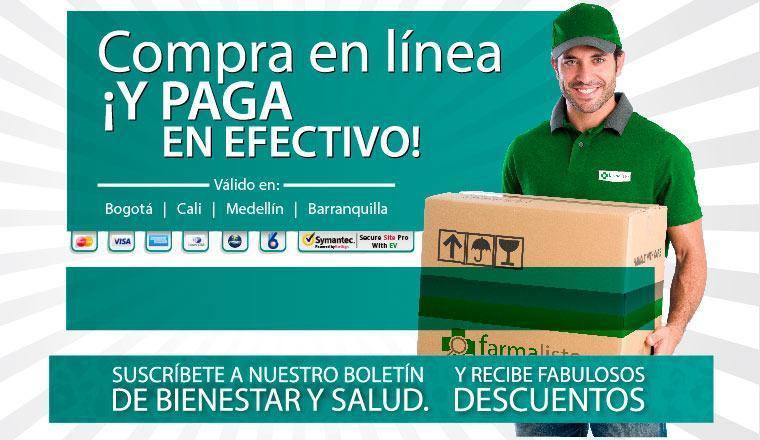 Compra en línea
¡Y PAGA
EN EFECTIVO!
Válido en:
Bogotá | Cali | Medellín | Barranquilla
VISA
Symantec.
Secure Site Pro
With EV
farmalisto
SUSCRÍBETE A NUESTRO BOLETÍN
DE BIENESTAR Y SALUD.
Y RECIBE FABULOSOS
DESCUENTOS